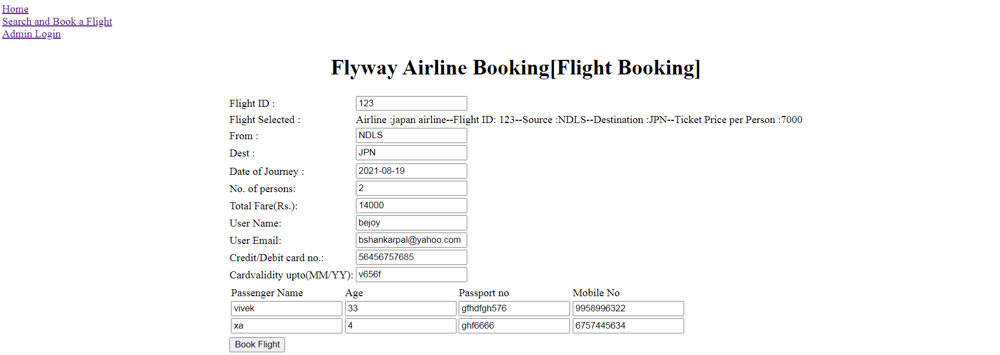 Home
Search and Book a Flight
Admin Login
Flyway Airline Booking[Flight Booking]
Flight ID : 123
Flight Selected : Airline :japan airline--Flight ID: 123--Source :NDLS--Destination :JPN--Ticket Price per Person :7000
From : NDLS
Dest : JPN
Date of Journey : 2021-08-19
No. of persons: 2
Total Fare(Rs.): 14000
User Name: bejoy
User Email: bshankarpal@yahoo.com
Credit/Debit card no.: 56456757685
Cardvalidity upto(MM/YY): v656f
Passenger Name Age Passport no Mobile No
vivek 33 gfhdfgh576 9958996322
xa 4 ghf6666 6757445634
Book Flight